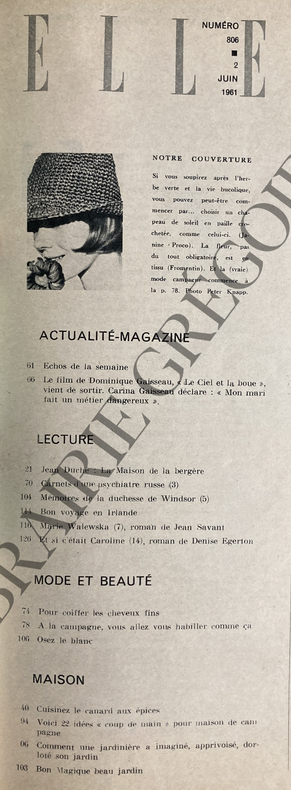 ELLE
NUMÉRO
806
2
JUIN
1961
NOTRE COUVERTURE
Si vous soupirez après l'her-
be verte et la vie bucolique,
vous pouvez peut-être com-
mencer par... choisir un cha-
peau de soleil en paille cro-
chetée, comme celui-ci. (Ja-
nine Proco). La fleur, pas
du tout obligatoire, est en
tissu (Fromentin). Et la (vraie)
mode campagne commence à
la p. 78. Photo Peter Knapp.
ACTUALITÉ-MAGAZINE
61 Echos de la semaine
66 Le film de Dominique Gaisseau, « Le Ciel et la boue »,
vient de sortir. Carina Gaisseau déclare : « Mon mari
fait un métier dangereux ».
LECTURE
21 Jean Duché : La Maison de la bergère
70 Carnets d'une psychiatre russe (3)
104 Mémoires de la duchesse de Windsor (5)
Bon voyage en Irlande
116 Marie Walewska (7), roman de Jean Savant
126 Et si c'était Caroline (14), roman de Denise Egerton
MODE ET BEAUTÉ
74 Pour coiffer les cheveux fins
78 A la campagne, vous allez vous habiller comme ça
106 Osez le blanc
MAISON
40 Cuisinez le canard aux épices
94 Voici 22 idées « coup de main » pour maison de cam
pagne
96 Comment une jardinière a imaginé, apprivoisé, dor-
loté son jardin
103 Bon Magique beau jardin
LIBRAIRIE GREGOIRE